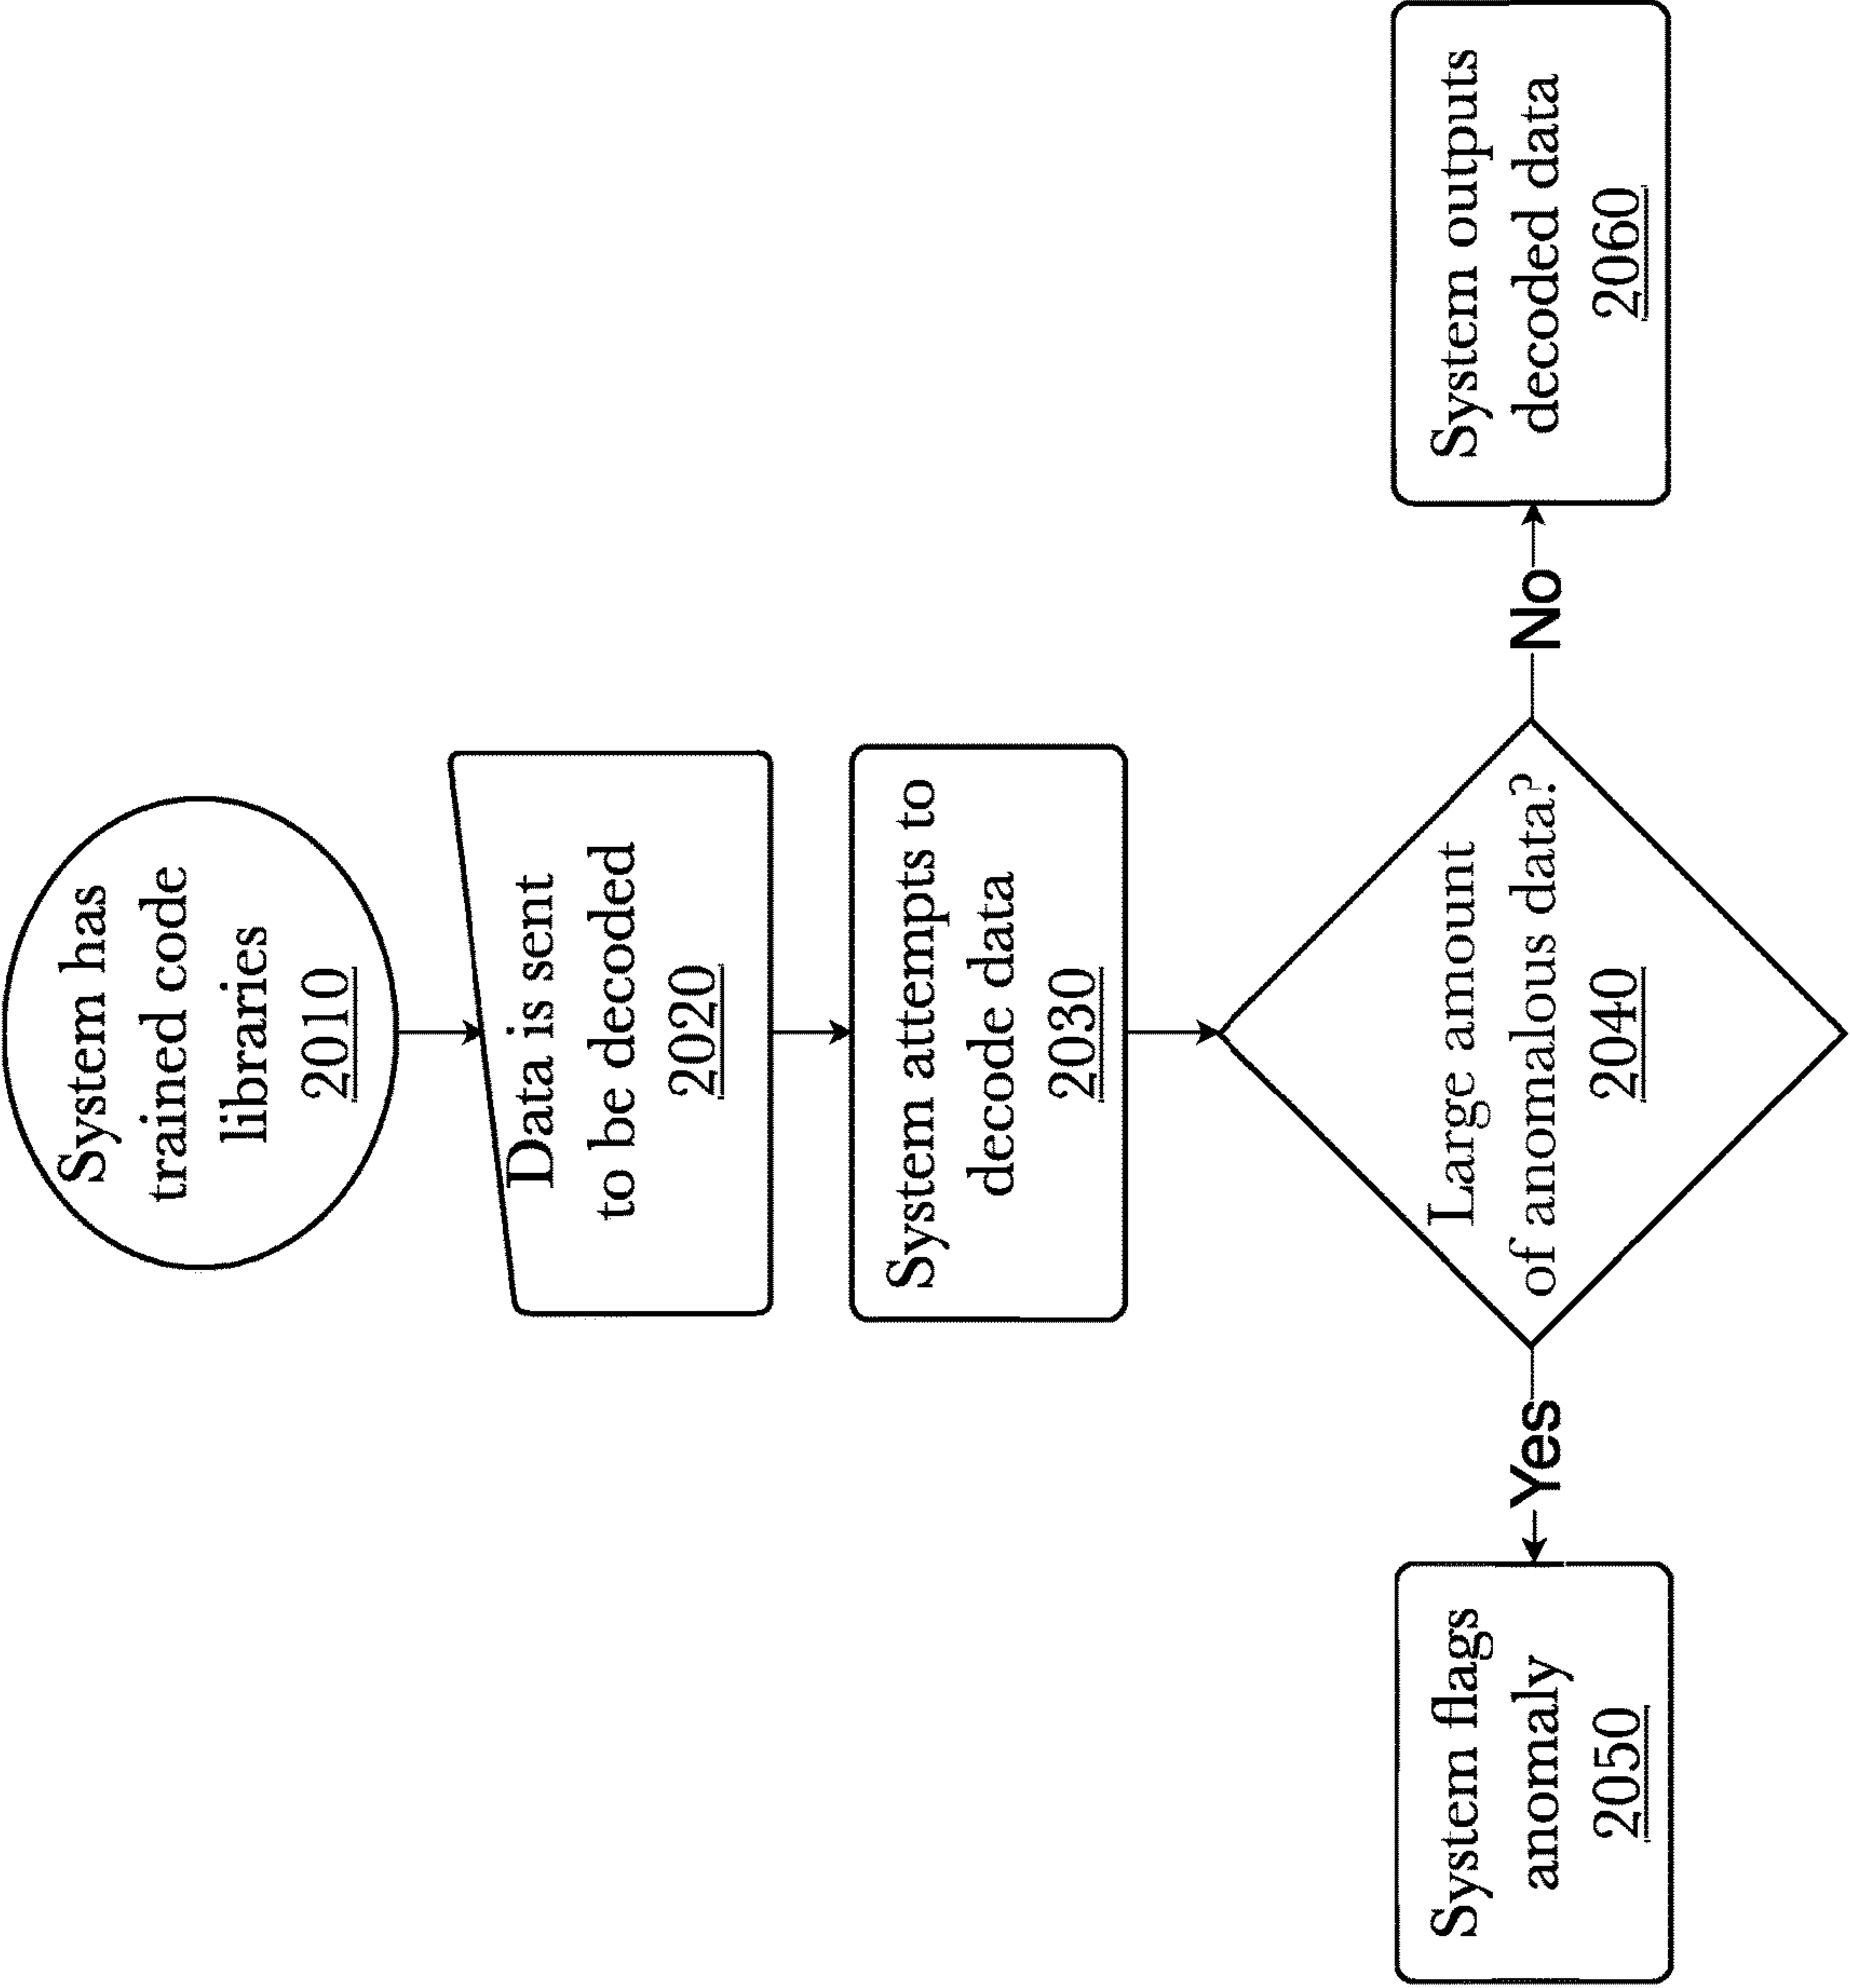 System has
trained code
libraries
2010
Data is sent
to be decoded
2020
System attempts to
decode data
2030
Large amount
of anomalous data?
2040
Yes
No
System flags
anomaly
2050
System outputs
decoded data
2060